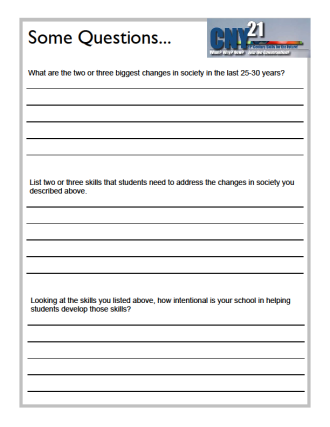 Some Questions...
CNY21
What are the two or three biggest changes in society in the last 25-30 years?
List two or three skills that students need to address the changes in society you
described above.
Looking at the skills you listed above, how intentional is your school in helping
students develop those skills?